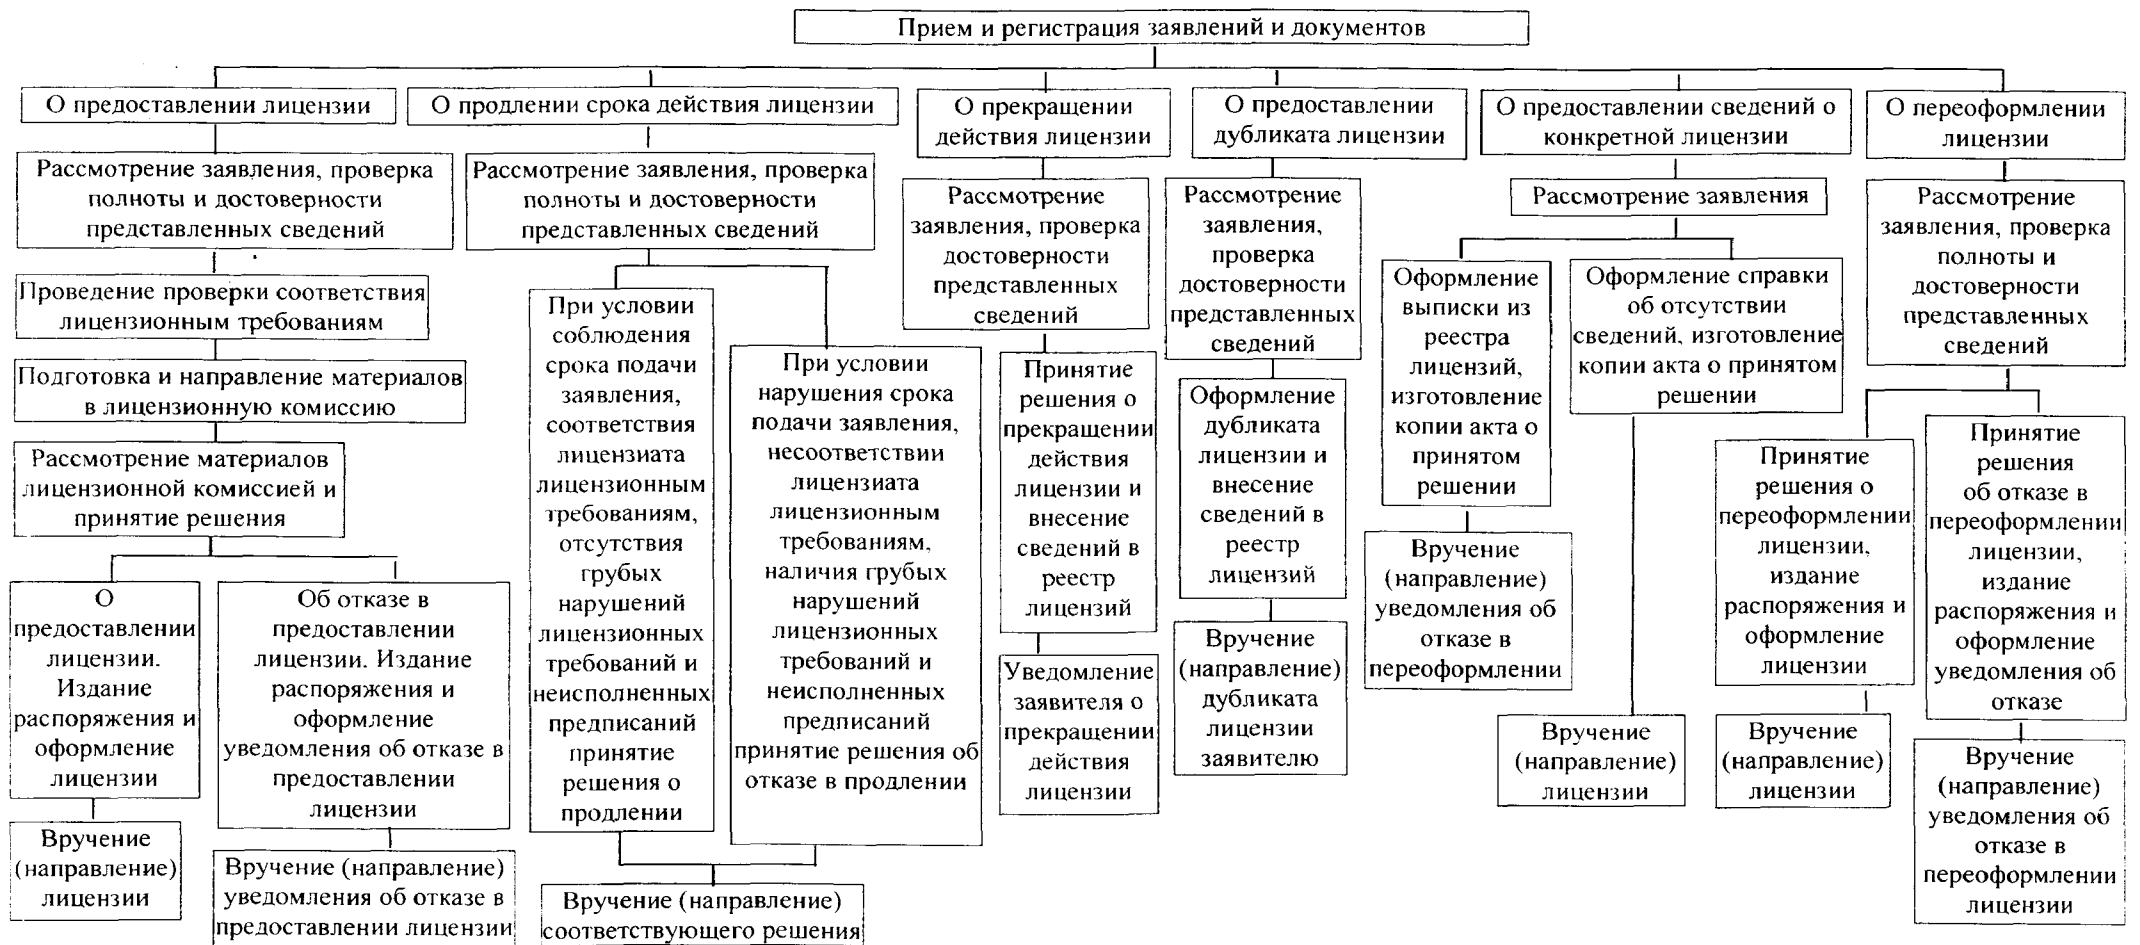 Прием и регистрация заявлений и документов
О предоставлении лицензии
Рассмотрение заявления, проверка
полноты и достоверности
представленных сведений
Проведение проверки соответствия
лицензионным требованиям
Подготовка и направление материалов
в лицензионную комиссию
Рассмотрение материалов
лицензионной комиссией и
принятие решения
О
предоставлении
лицензии.
Издание
распоряжения и
оформление
лицензии
Вручение
(направление)
лицензии
Об отказе в
предоставлении
лицензии. Издание
распоряжения и
оформление
уведомления об отказе в
предоставлении
лицензии
Вручение (направление)
уведомления об отказе в
предоставлении лицензии
О продлении срока действия лицензии
Рассмотрение заявления, проверка
полноты и достоверности
представленных сведений
При условии
соблюдения
срока подачи
заявления,
соответствия
лицензиата
лицензионным
требованиям,
отсутствия
грубых
нарушений
лицензионных
требований и
неисполненных
предписаний
принятие
решения о
продлении
При условии
нарушения срока
подачи заявления,
несоответствии
лицензиата
лицензионным
требованиям,
наличия грубых
нарушений
лицензионных
требований и
неисполненных
предписаний
принятие решения об
отказе в продлении
Вручение (направление)
соответствующего решения
О прекращении
действия лицензии
Рассмотрение
заявления, проверка
достоверности
представленных
сведений
Принятие
решения о
прекращении
действия
лицензии и
внесение
сведений в
реестр
лицензий
Уведомление
заявителя о
прекращении
действия
лицензии
О предоставлении
дубликата лицензии
Рассмотрение
заявления,
проверка
достоверности
представленных
сведений
Оформление
дубликата
лицензии и
внесение
сведений в
реестр
лицензий
Вручение
(направление)
дубликата
лицензии
заявителю
О предоставлении сведений о
конкретной лицензии
Рассмотрение заявления
Оформление
выписки из
реестра
лицензий,
изготовление
копии акта о
принятом
решении
Вручение
(направление)
уведомления об
отказе в
переоформлении
Оформление справки
об отсутствии
сведений, изготовление
копии акта о принятом
решении
Вручение
(направление)
лицензии
О переоформлении
лицензии
Рассмотрение
заявления, проверка
полноты и
достоверности
представленных
сведений
Принятие
решения о
переоформлении
лицензии,
издание
распоряжения и
оформление
лицензии
Вручение
(направление)
лицензии
Принятие
решения
об отказе в
переоформлении
лицензии,
издание
распоряжения и
оформление
уведомления об
отказе
Вручение
(направление)
уведомления об
отказе в
переоформлении
лицензии